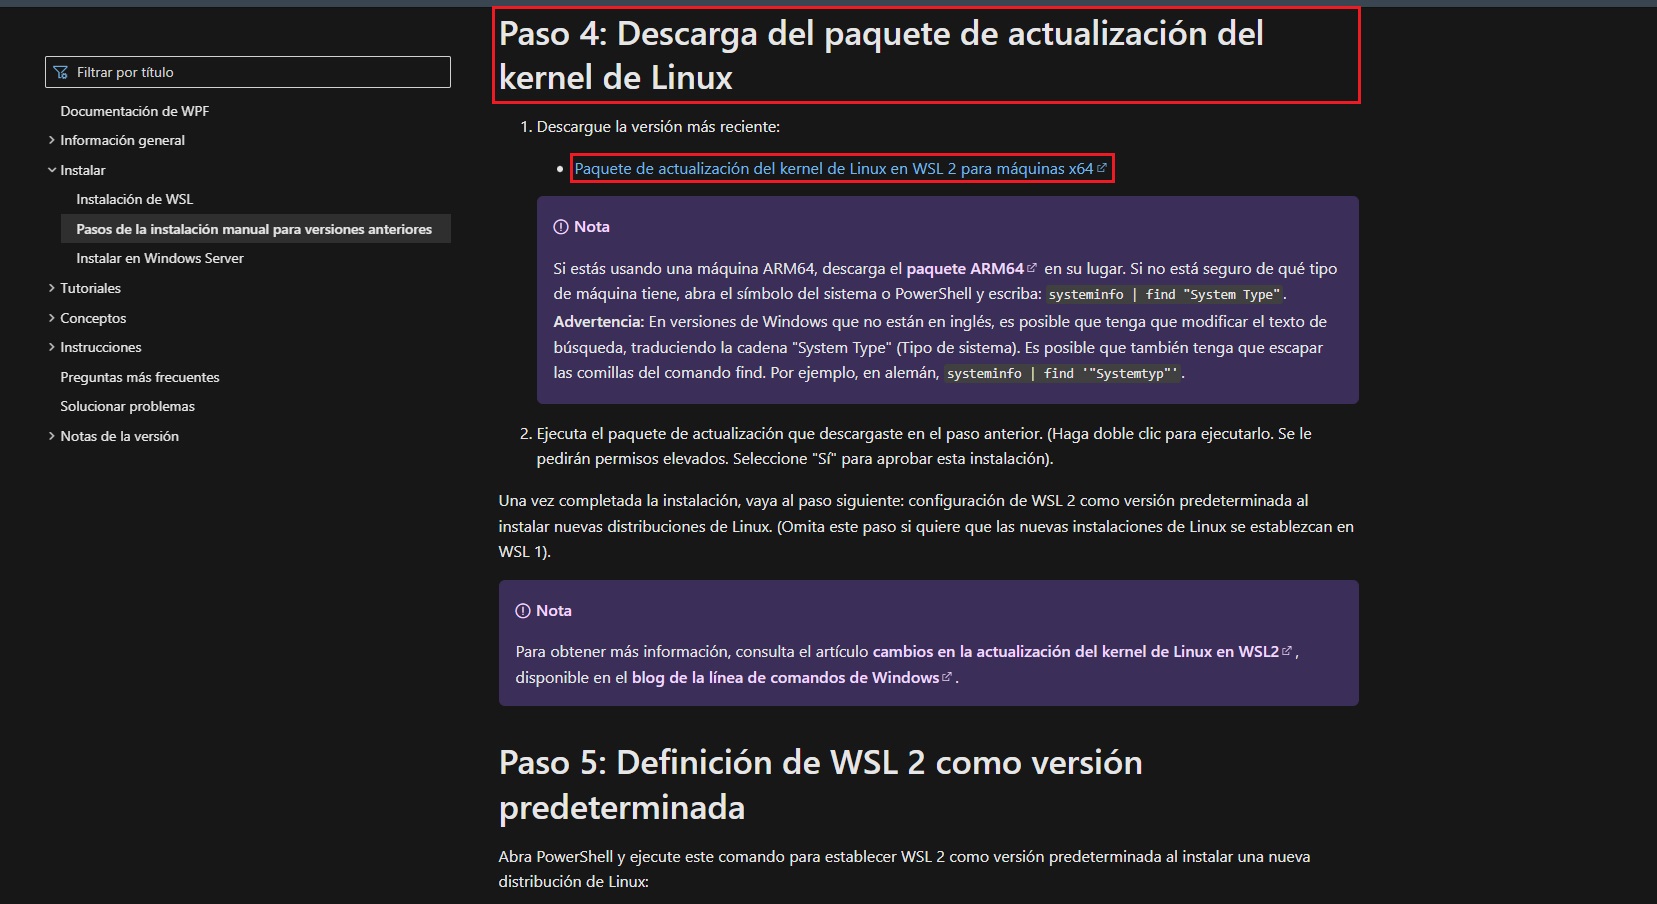 Filtrar por título
Documentación de WPF
Información general
Instalar
Instalación de WSL
Pasos de la instalación manual para versiones anteriores
Instalar en Windows Server
Tutoriales
Conceptos
Instrucciones
Preguntas más frecuentes
Solucionar problemas
Notas de la versión
Paso 4: Descarga del paquete de actualización del
kernel de Linux
1. Descargue la versión más reciente:
• Paquete de actualización del kernel de Linux en WSL 2 para máquinas x64
Nota
Si estás usando una máquina ARM64, descarga el paquete ARM64 en su lugar. Si no está seguro de qué tipo
de máquina tiene, abra el símbolo del sistema o PowerShell y escriba: systeminfo | find "System Type".
Advertencia: En versiones de Windows que no están en inglés, es posible que tenga que modificar el texto de
búsqueda, traduciendo la cadena "System Type" (Tipo de sistema). Es posible que también tenga que escapar
las comillas del comando find. Por ejemplo, en alemán, systeminfo | find '"Systemtyp"'.
2. Ejecuta el paquete de actualización que descargaste en el paso anterior. (Haga doble clic para ejecutarlo. Se le
pedirán permisos elevados. Seleccione "Sí" para aprobar esta instalación).
Una vez completada la instalación, vaya al paso siguiente: configuración de WSL 2 como versión predeterminada al
instalar nuevas distribuciones de Linux. (Omita este paso si quiere que las nuevas instalaciones de Linux se establezcan en
WSL 1).
Nota
Para obtener más información, consulta el artículo cambios en la actualización del kernel de Linux en WSL2 ,
disponible en el blog de la línea de comandos de Windows .
Paso 5: Definición de WSL 2 como versión
predeterminada
Abra PowerShell y ejecute este comando para establecer WSL 2 como versión predeterminada al instalar una nueva
distribución de Linux: